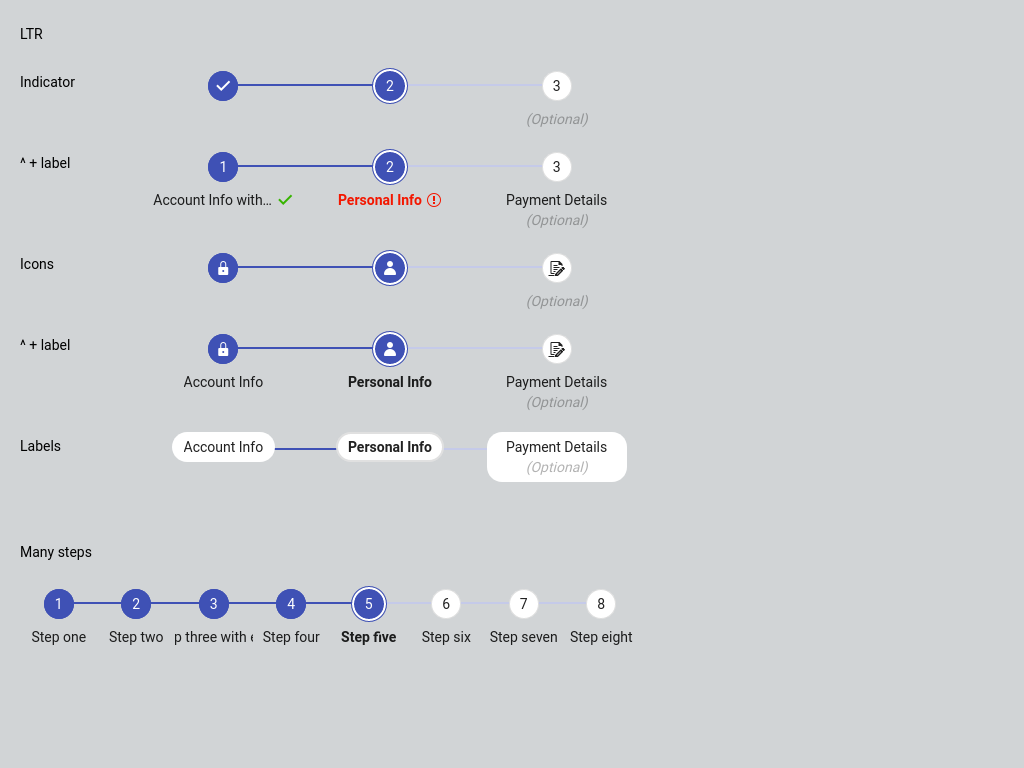 LTR
Indicator
2
3
(Optional)
^ + label
1
2
3
Account Info with...
Personal Info
Payment Details
(Optional)
Icons
(Optional)
^ + label
Account Info
Personal Info
Payment Details
(Optional)
Labels
Account Info
Personal Info
Payment Details
(Optional)
Many steps
1 2 3 4 5 6 7 8
Step one Step two p three with Step four Step five Step six Step seven Step eight